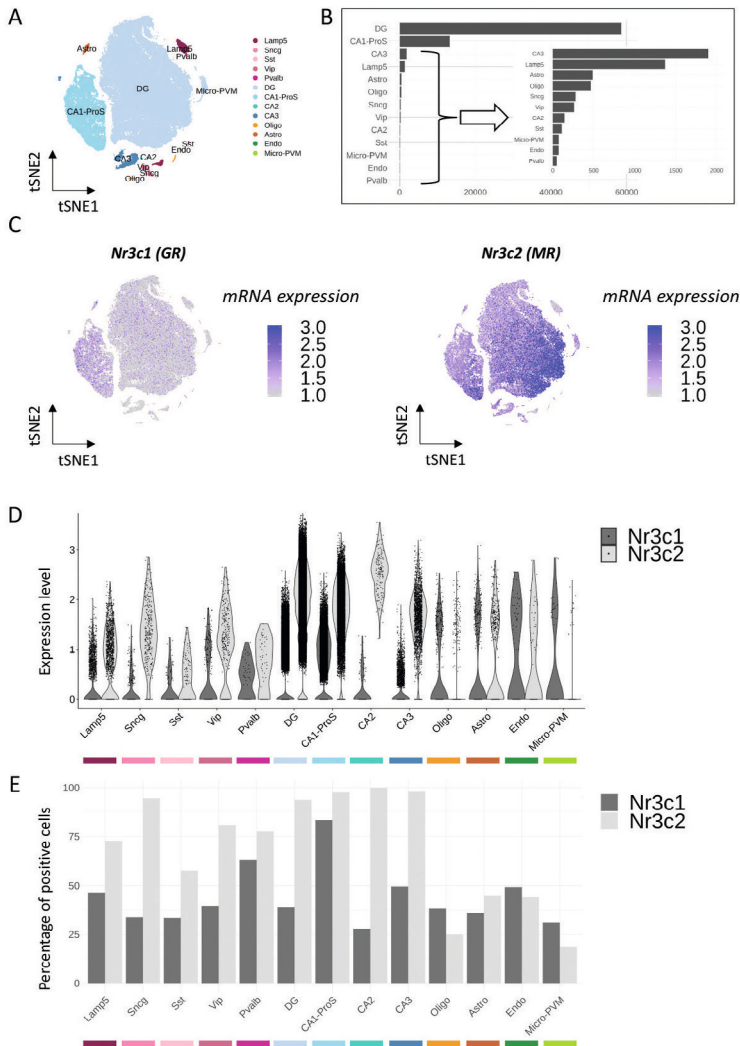 A
Astro
Lamp5
Pvalb
DG
Micro-PVM
CA1-ProS
Sst
CA3
CA2
Endo
Vip
Sncg
Oligo
tSNE2
tSNE1
Lamp5
Sncg
Sst
Vip
Pvalb
DG
CA1-ProS
CA2
CA3
Oligo
Astro
Endo
Micro-PVM
B
DG
CA1-ProS
CA3
Lamp5
Astro
Oligo
Sncg
Vip
CA2
Sst
Micro-PVM
Endo
Pvalb
0 20000 40000 60000
CA3
Lamp5
Astro
Oligo
Sncg
Vip
CA2
Sst
Micro-PVM
Endo
Pvalb
0 500 1000 1500 2000
C
Nr3c1 (GR)
mRNA expression
3.0
2.5
2.0
1.5
1.0
tSNE2
tSNE1
Nr3c2 (MR)
mRNA expression
3.0
2.5
2.0
1.5
1.0
tSNE2
tSNE1
D
Expression level
3
2
1
0
Lamp5 Sncg Sst Vip Pvalb DG CA1-ProS CA2 CA3 Oligo Astro Endo Micro-PVM
Nr3c1
Nr3c2
E
Percentage of positive cells
100
75
50
25
0
Lamp5 Sncg Sst Vip Pvalb DG CA1-ProS CA2 CA3 Oligo Astro Endo Micro-PVM
Nr3c1
Nr3c2